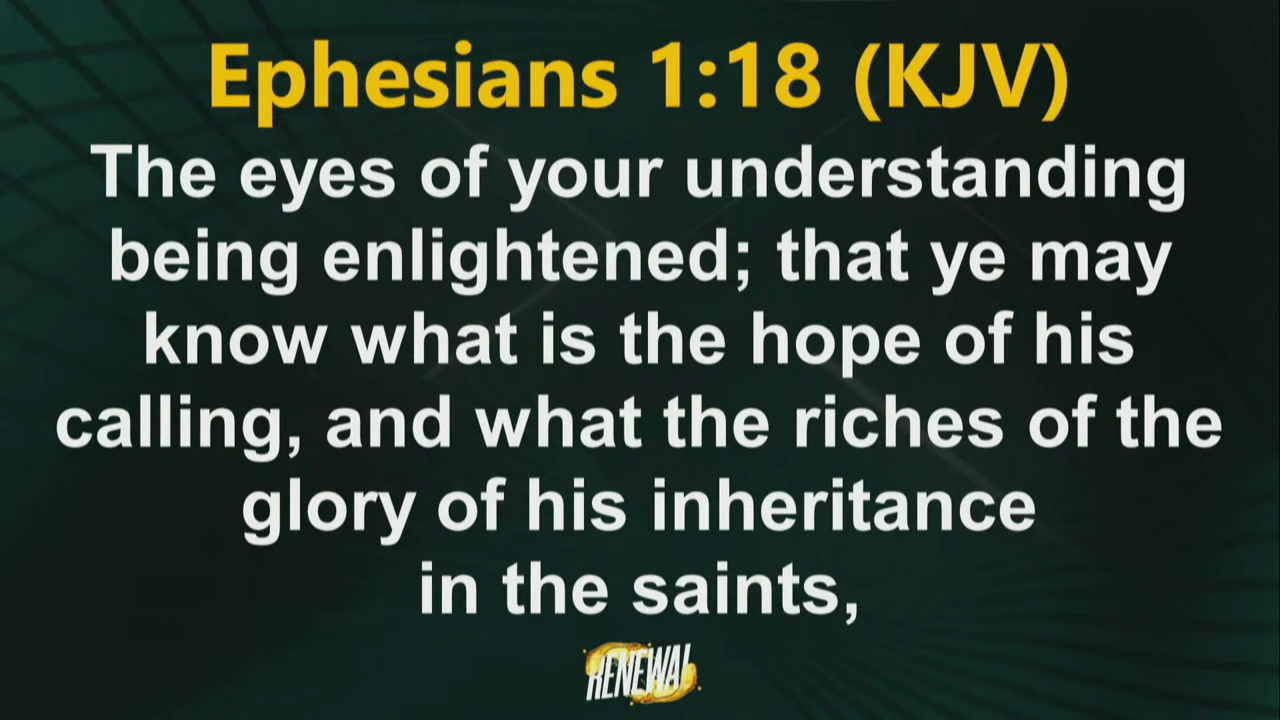 Ephesians 1:18 (KJV)
The eyes of your understanding
being enlightened; that ye may
know what is the hope of his
calling, and what the riches of the
glory of his inheritance
in the saints,
RENEWAL